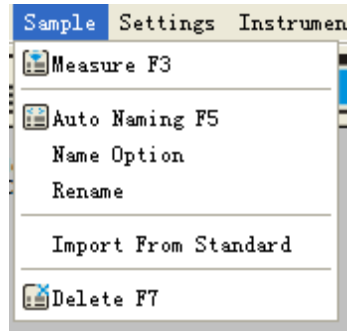 Sample Settings Instrumen
Measure F3
Auto Naming F5
Name Option
Rename
Import From Standard
Delete F7